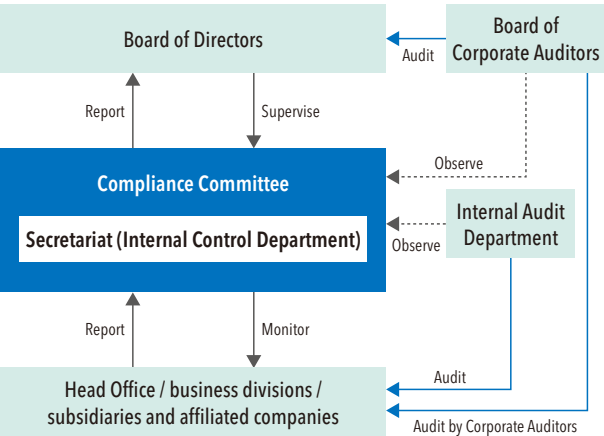 Board of Directors
Audit
Board of
Corporate Auditors
Report
Supervise
Observe
Compliance Committee
Secretariat (Internal Control Department)
Observe
Internal Audit
Department
Report
Monitor
Audit
Head Office / business divisions /
subsidiaries and affiliated companies
Audit by Corporate Auditors